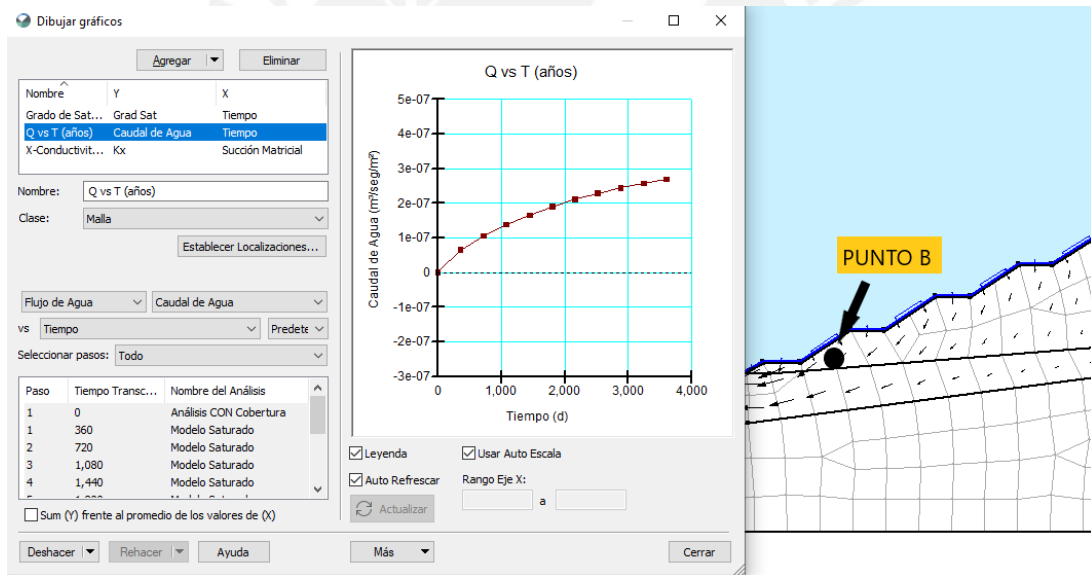 Dibujar gráficos
Agregar
Eliminar
Nombre Y X
Grado de Sat... Grad Sat Tiempo
Q vs T (años) Caudal de Agua Tiempo
X-Conductivit... Kx Succión Matricial
Nombre: Q vs T (años)
Clase: Malla
Establecer Localizaciones...
Flujo de Agua Caudal de Agua
vs Tiempo Predete
Seleccionar pasos: Todo
Paso Tiempo Transc... Nombre del Análisis
1 0 Análisis CON Cobertura
1 360 Modelo Saturado
2 720 Modelo Saturado
3 1,080 Modelo Saturado
4 1,440 Modelo Saturado
Sum (Y) frente al promedio de los valores de (X)
Deshacer
Rehacer
Ayuda
Q vs T (años)
Caudal de Agua (m³/seg/m²)
5e-07
4e-07
3e-07
2e-07
1e-07
0
-1e-07
-2e-07
-3e-07
0 1,000 2,000 3,000 4,000
Tiempo (d)
Leyenda
Usar Auto Escala
Auto Refrescar
Rango Eje X:
Actualizar
a
Más
Cerrar
PUNTO B